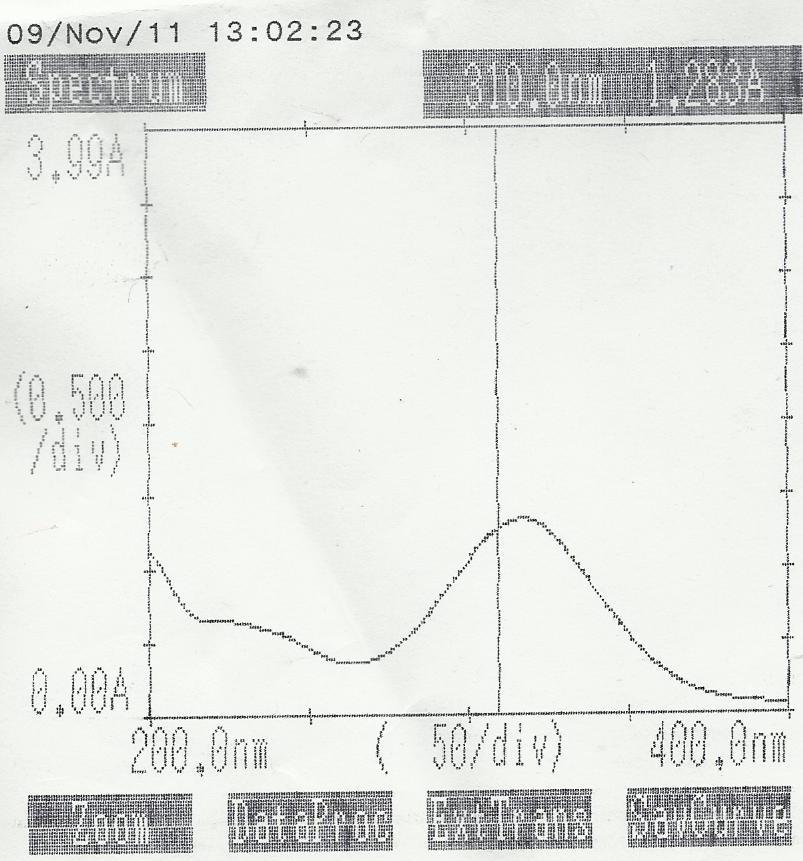 09/Nov/11 13:02:23
Spectrum 310.0nm 1.283A
3.99A
(0.500
/div)
0.00A
200.0nm ( 50/div) 400.0nm
Zoom DataProc ExtTrans SavCurve